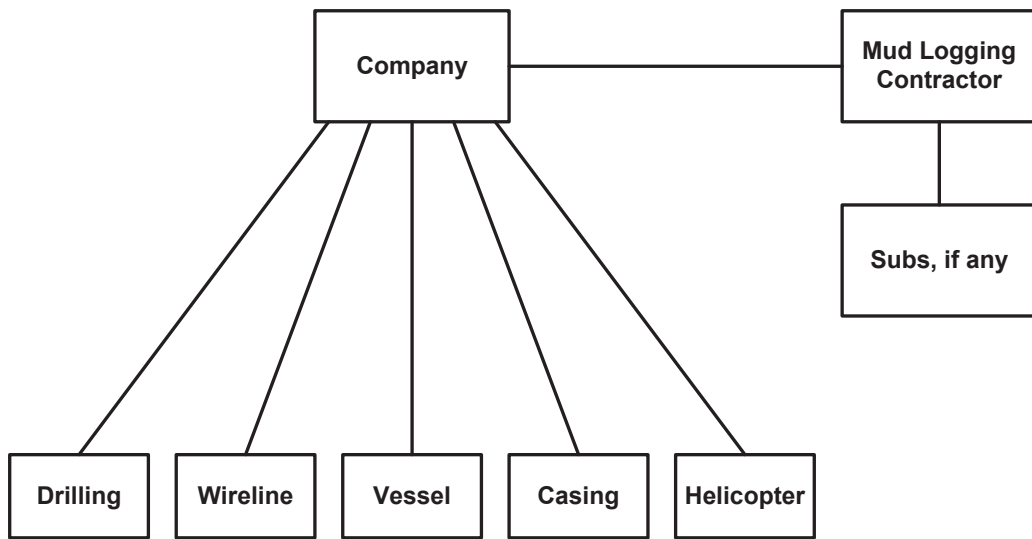 Company
Mud Logging
Contractor
Subs, if any
Drilling
Wireline
Vessel
Casing
Helicopter